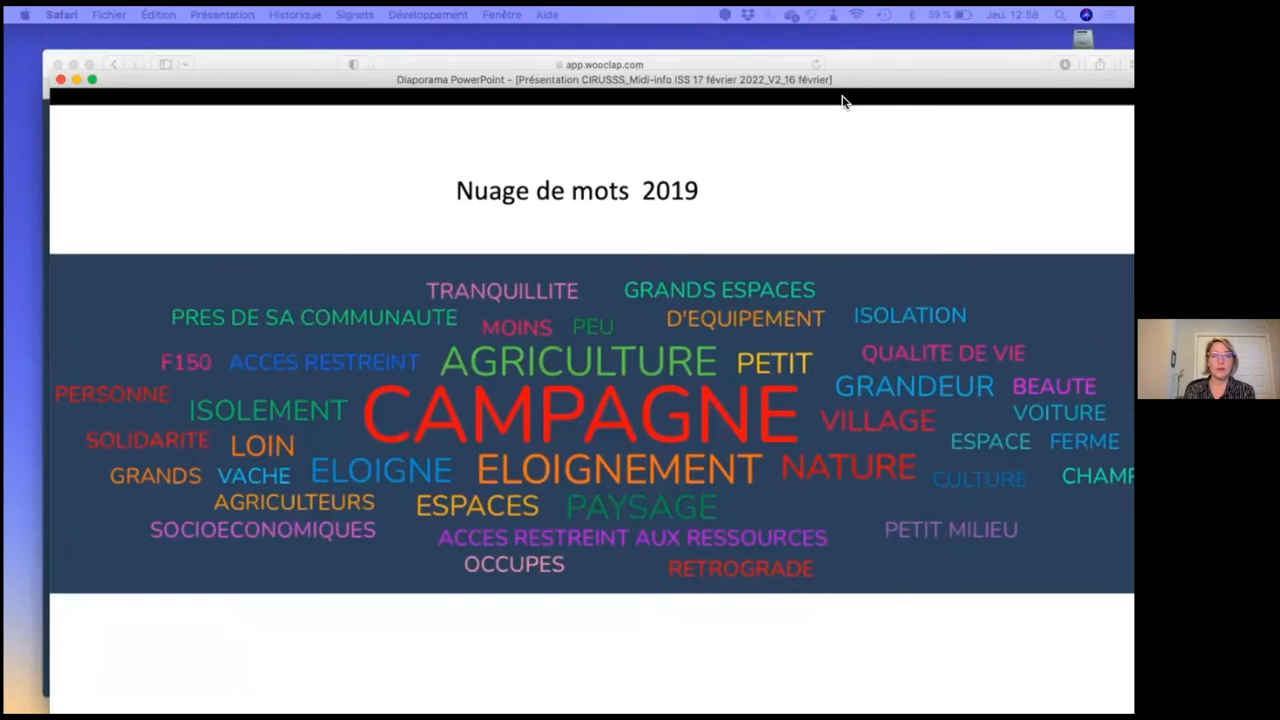 Safari Fichier Édition Présentation Historique Signets Développement Fenêtre Aide 59 % Jeu. 12:58
app.wooclap.com
Diaporama PowerPoint - [Présentation CIRUSSS_Midi-info ISS 17 février 2022_V2_16 février]
Nuage de mots 2019
TRANQUILLITE GRANDS ESPACES
PRES DE SA COMMUNAUTE MOINS PEU D'EQUIPEMENT ISOLATION
F150 ACCES RESTREINT AGRICULTURE PETIT QUALITE DE VIE
PERSONNE ISOLEMENT CAMPAGNE VILLAGE GRANDEUR BEAUTE VOITURE
SOLIDARITE LOIN ESPACE FERME
GRANDS VACHE ELOIGNE ELOIGNEMENT NATURE CULTURE CHAMP
AGRICULTEURS ESPACES PAYSAGE
SOCIOECONOMIQUES ACCES RESTREINT AUX RESSOURCES PETIT MILIEU
OCCUPES RETROGRADE